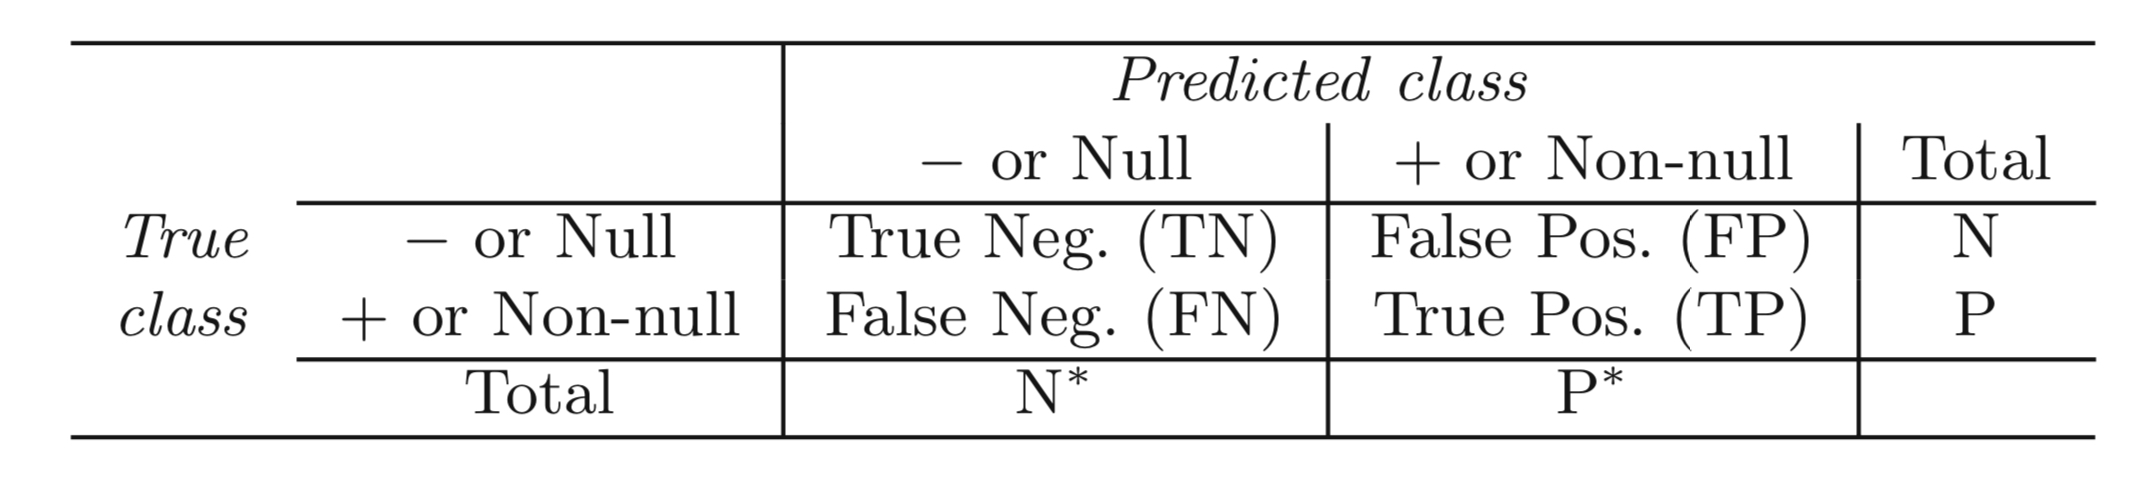 Predicted class
− or Null + or Non-null Total
True − or Null True Neg. (TN) False Pos. (FP) N
class + or Non-null False Neg. (FN) True Pos. (TP) P
Total N* P*